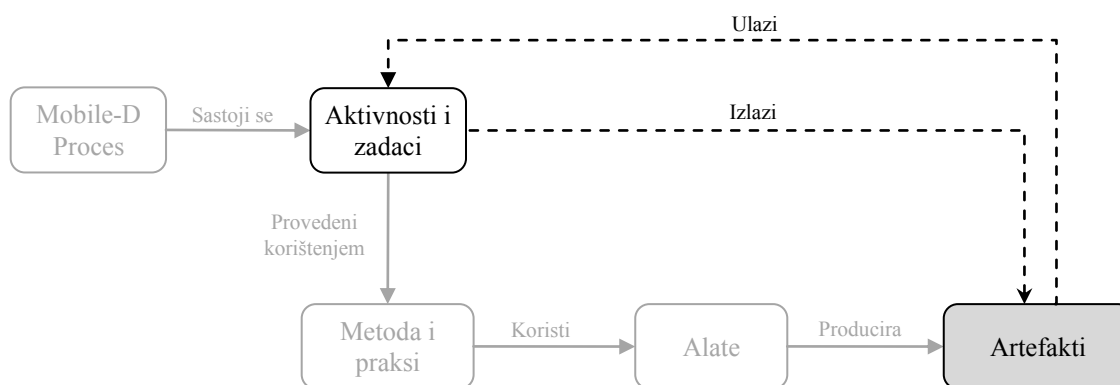 Ulazi
Mobile-D
Proces
Sastoji se
Aktivnosti i
zadaci
Izlazi
Provedeni
korištenjem
Metoda i
praksi
Koristi
Alate
Producira
Artefakti